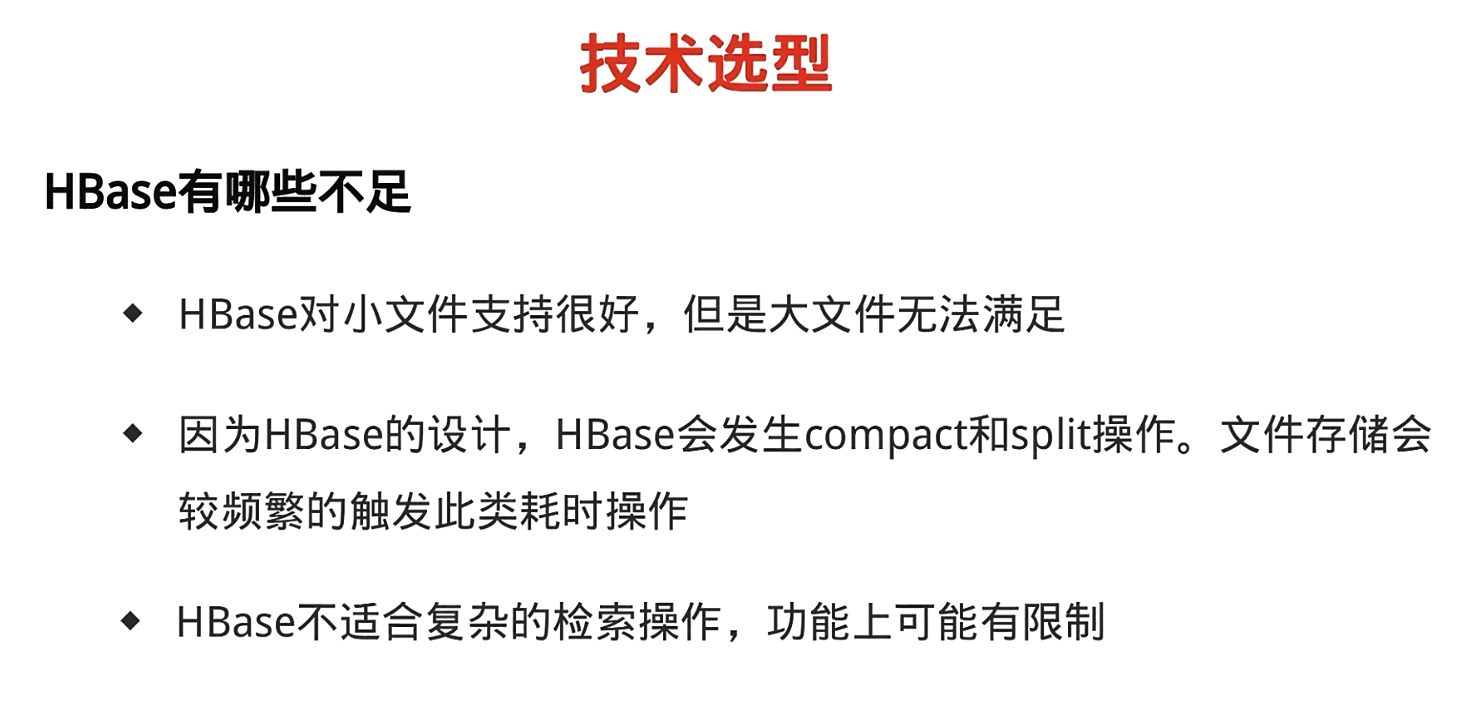 技术选型
HBase有哪些不足
◆ HBase对小文件支持很好，但是大文件无法满足
◆ 因为HBase的设计，HBase会发生compact和split操作。文件存储会
较频繁的触发此类耗时操作
◆ HBase不适合复杂的检索操作，功能上可能有限制